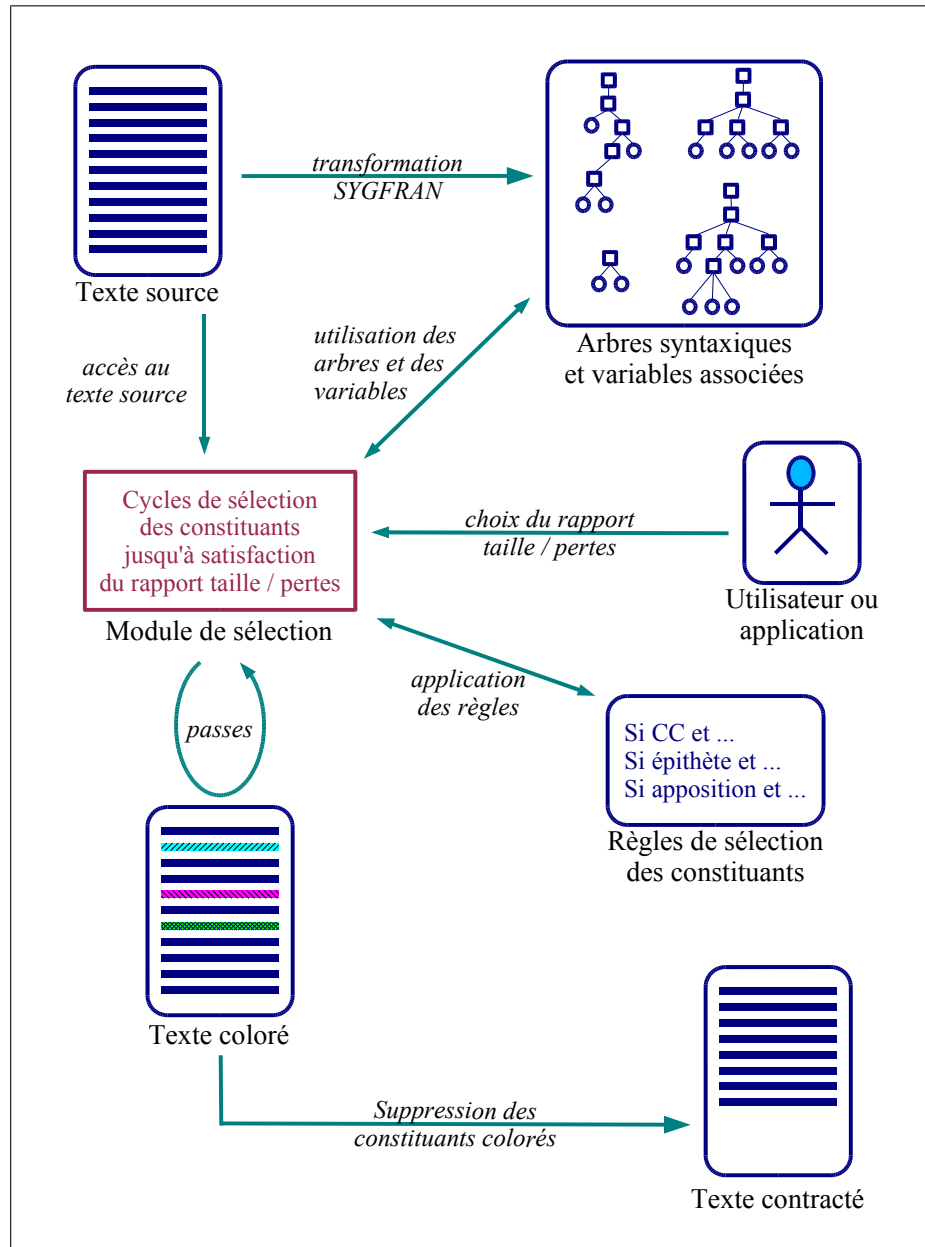 transformation
SYGFRAN
Texte source
Arbres syntaxiques
et variables associées
utilisation des
arbres et des
variables
accès au
texte source
Cycles de sélection
des constituants
jusqu'à satisfaction
du rapport taille / pertes
Module de sélection
choix du rapport
taille / pertes
Utilisateur ou
application
application
des règles
passes
Si CC et ...
Si épithète et ...
Si apposition et ...
Règles de sélection
des constituants
Texte coloré
Suppression des
constituants colorés
Texte contracté